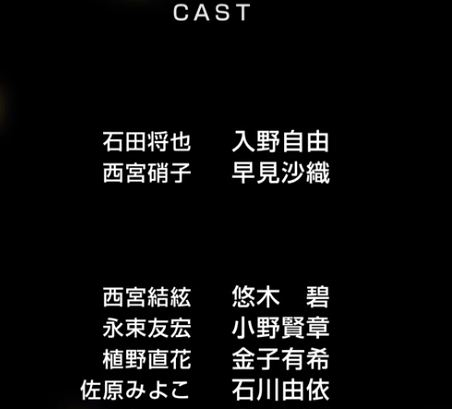 CAST
石田将也 入野自由
西宮硝子 早見沙織
西宮結絃 悠木 碧
永束友宏 小野賢章
植野直花 金子有希
佐原みよこ 石川由依